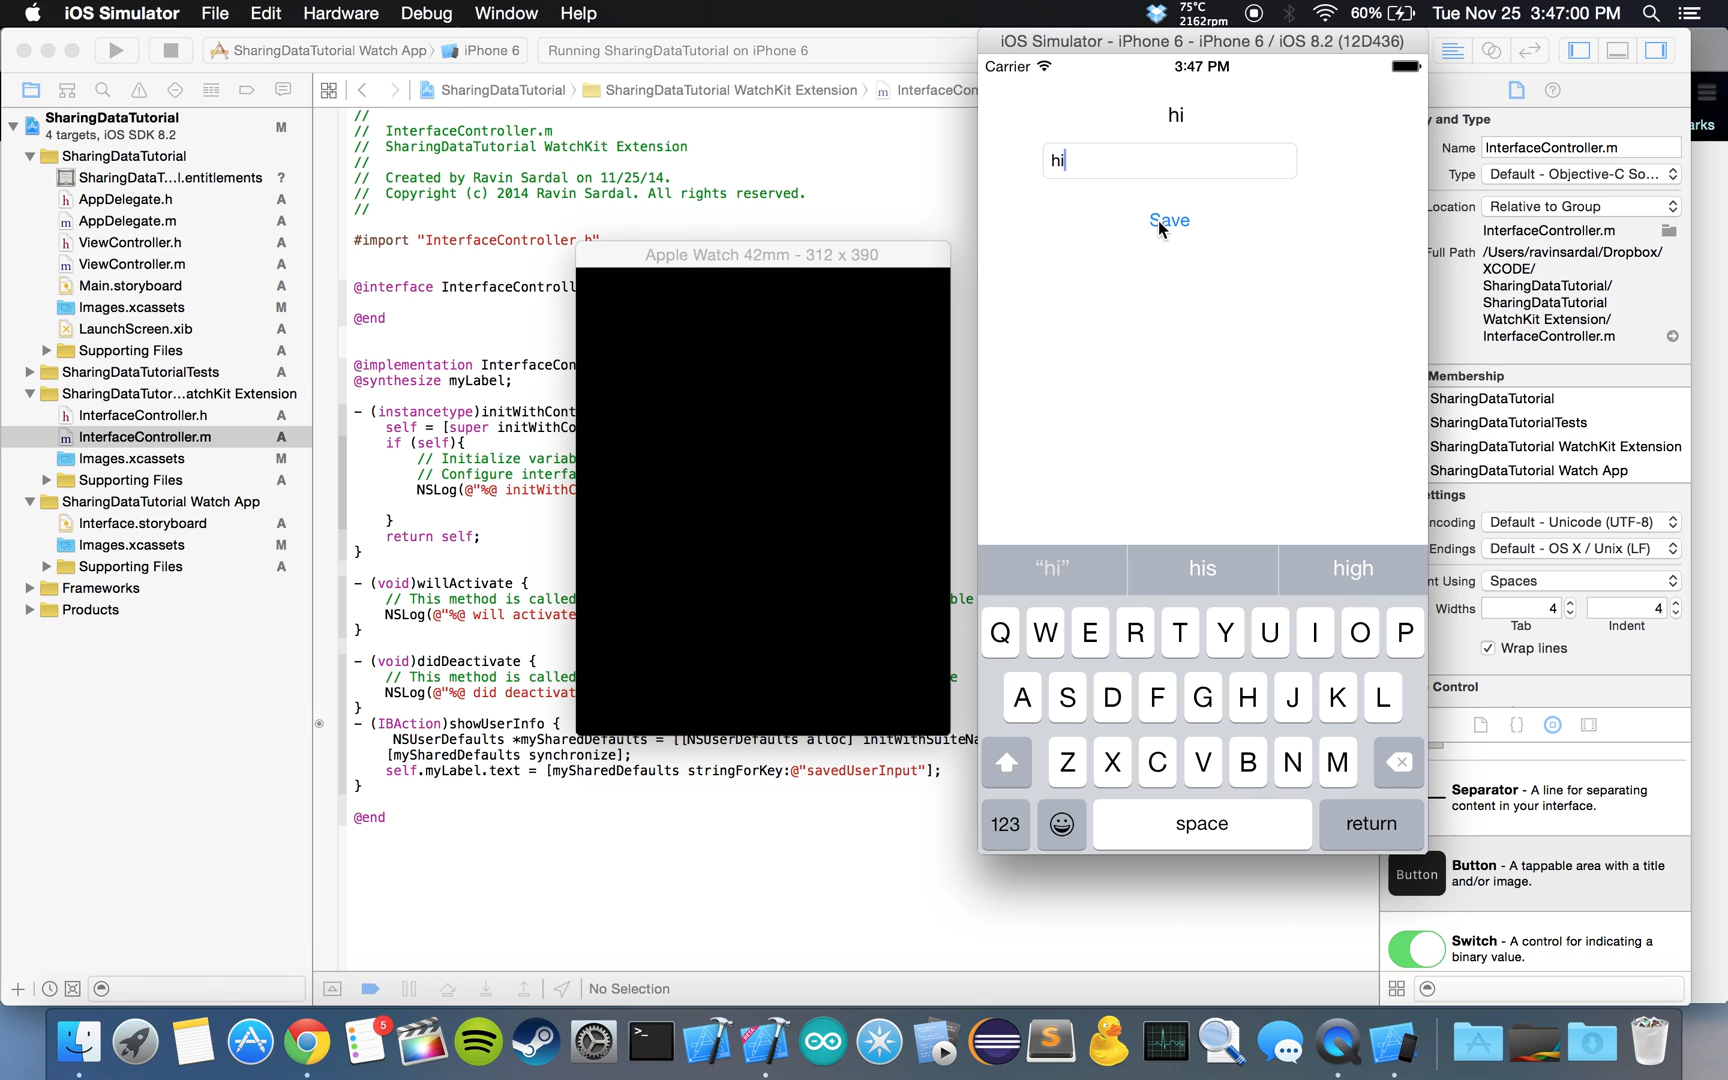 iOS Simulator File Edit Hardware Debug Window Help
75°C
2162rpm
60%
Tue Nov 25 3:47:00 PM
SharingDataTutorial Watch App
iPhone 6
Running SharingDataTutorial on iPhone 6
SharingDataTutorial
4 targets, iOS SDK 8.2
M
SharingDataTutorial
SharingDataT...l.entitlements ?
AppDelegate.h A
AppDelegate.m A
ViewController.h A
ViewController.m A
Main.storyboard A
Images.xcassets M
LaunchScreen.xib A
Supporting Files A
SharingDataTutorialTests A
SharingDataTutor...atchKit Extension
InterfaceController.h A
InterfaceController.m A
Images.xcassets M
Supporting Files A
SharingDataTutorial Watch App
Interface.storyboard A
Images.xcassets M
Supporting Files A
Frameworks
Products
SharingDataTutorial
SharingDataTutorial WatchKit Extension
m InterfaceCon
//
// InterfaceController.m
// SharingDataTutorial WatchKit Extension
//
// Created by Ravin Sardal on 11/25/14.
// Copyright (c) 2014 Ravin Sardal. All rights reserved.
//
#import "InterfaceController.h"
@interface InterfaceControll
@end
@implementation InterfaceCon
@synthesize myLabel;
- (instancetype)initWithCont
self = [super initWithCo
if (self){
// Initialize variab
// Configure interfa
NSLog(@"%@ initWithC
}
return self;
}
- (void)willActivate {
// This method is called
ble
NSLog(@"%@ will activate
}
- (void)didDeactivate {
// This method is called
e
NSLog(@"%@ did deactivat
}
- (IBAction)showUserInfo {
NSUserDefaults *mySharedDefaults = [[NSUserDefaults alloc] initWithSuiteNa
[mySharedDefaults synchronize];
self.myLabel.text = [mySharedDefaults stringForKey:@"savedUserInput"];
}
@end
No Selection
Apple Watch 42mm - 312 x 390
iOS Simulator - iPhone 6 - iPhone 6 / iOS 8.2 (12D436)
Carrier
3:47 PM
hi
hi
Save
“hi” his high
Q W E R T Y U I O P
A S D F G H J K L
Z X C V B N M
123 space return
y and Type
Name InterfaceController.m
Type Default - Objective-C So...
Location Relative to Group
InterfaceController.m
Full Path /Users/ravinsardal/Dropbox/
XCODE/
SharingDataTutorial/
SharingDataTutorial
WatchKit Extension/
InterfaceController.m
Membership
SharingDataTutorial
SharingDataTutorialTests
SharingDataTutorial WatchKit Extension
SharingDataTutorial Watch App
ettings
ncoding Default - Unicode (UTF-8)
Endings Default - OS X / Unix (LF)
nt Using Spaces
Widths 4 4
Tab Indent
Wrap lines
Control
Separator - A line for separating
content in your interface.
Button
Button - A tappable area with a title
and/or image.
Switch - A control for indicating a
binary value.
arks
5